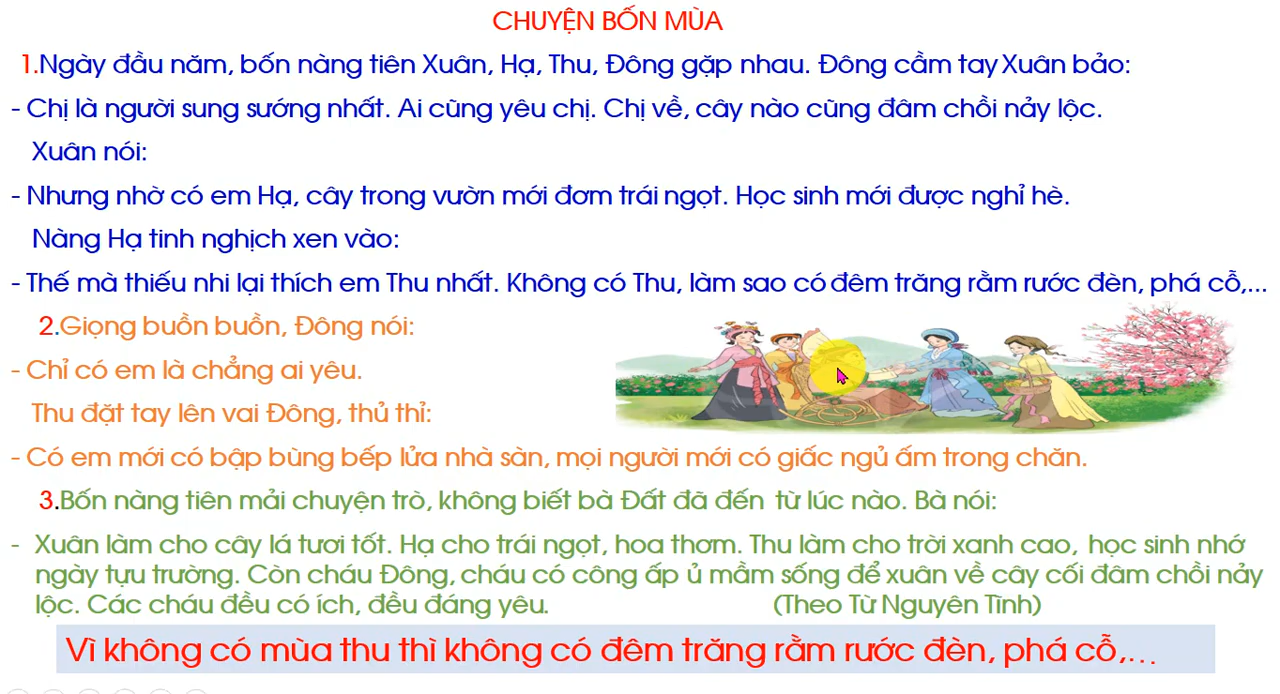 CHUYỆN BỐN MÙA
1.Ngày đầu năm, bốn nàng tiên Xuân, Hạ, Thu, Đông gặp nhau. Đông cầm tay Xuân bảo:
- Chị là người sung sướng nhất. Ai cũng yêu chị. Chị về, cây nào cũng đâm chồi nảy lộc.
Xuân nói:
- Nhưng nhờ có em Hạ, cây trong vườn mới đơm trái ngọt. Học sinh mới được nghỉ hè.
Nàng Hạ tinh nghịch xen vào:
- Thế mà thiếu nhi lại thích em Thu nhất. Không có Thu, làm sao có đêm trăng rằm rước đèn, phá cỗ,...
2.Giọng buồn buồn, Đông nói:
- Chỉ có em là chẳng ai yêu.
Thu đặt tay lên vai Đông, thủ thỉ:
- Có em mới có bập bùng bếp lửa nhà sàn, mọi người mới có giấc ngủ ấm trong chăn.
3.Bốn nàng tiên mải chuyện trò, không biết bà Đất đã đến từ lúc nào. Bà nói:
- Xuân làm cho cây lá tươi tốt. Hạ cho trái ngọt, hoa thơm. Thu làm cho trời xanh cao, học sinh nhớ
ngày tựu trường. Còn cháu Đông, cháu có công ấp ủ mầm sống để xuân về cây cối đâm chồi nảy
lộc. Các cháu đều có ích, đều đáng yêu. (Theo Từ Nguyên Tình)
Vì không có mùa thu thì không có đêm trăng rằm rước đèn, phá cỗ,...